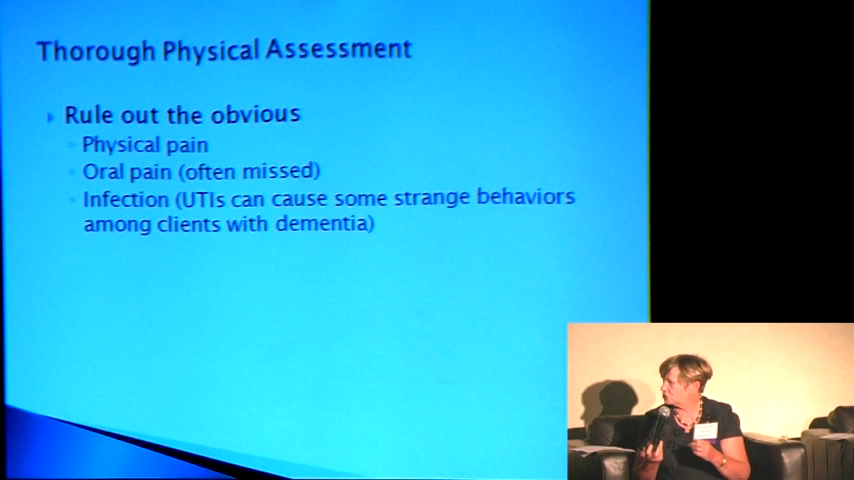 Thorough Physical Assessment
Rule out the obvious
Physical pain
Oral pain (often missed)
Infection (UTIs can cause some strange behaviors
among clients with dementia)